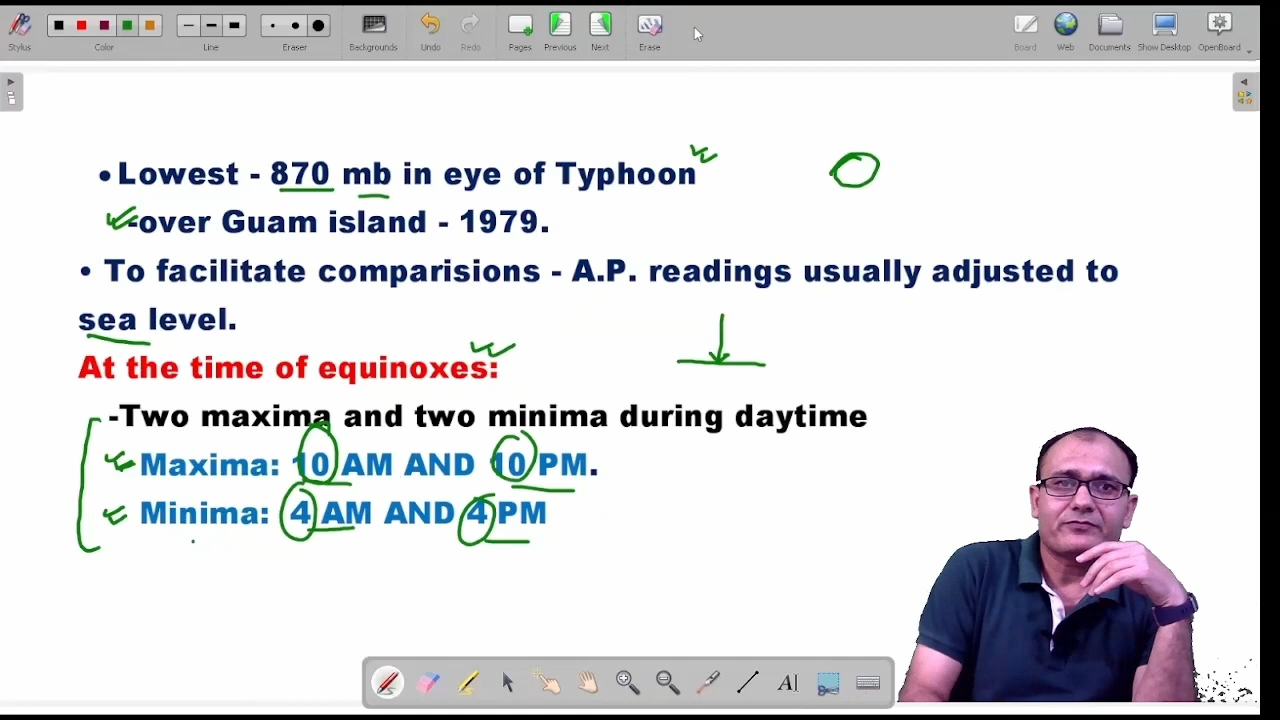 Stylus
Color
Line
Eraser
Backgrounds
Undo
Redo
Pages
Previous
Next
Erase
Board
Web
Documents
Show Desktop
OpenBoard
• Lowest - 870 mb in eye of Typhoon
-over Guam island - 1979.
• To facilitate comparisions - A.P. readings usually adjusted to
sea level.
At the time of equinoxes:
-Two maxima and two minima during daytime
Maxima: 10 AM AND 10 PM.
Minima: 4 AM AND 4 PM
A